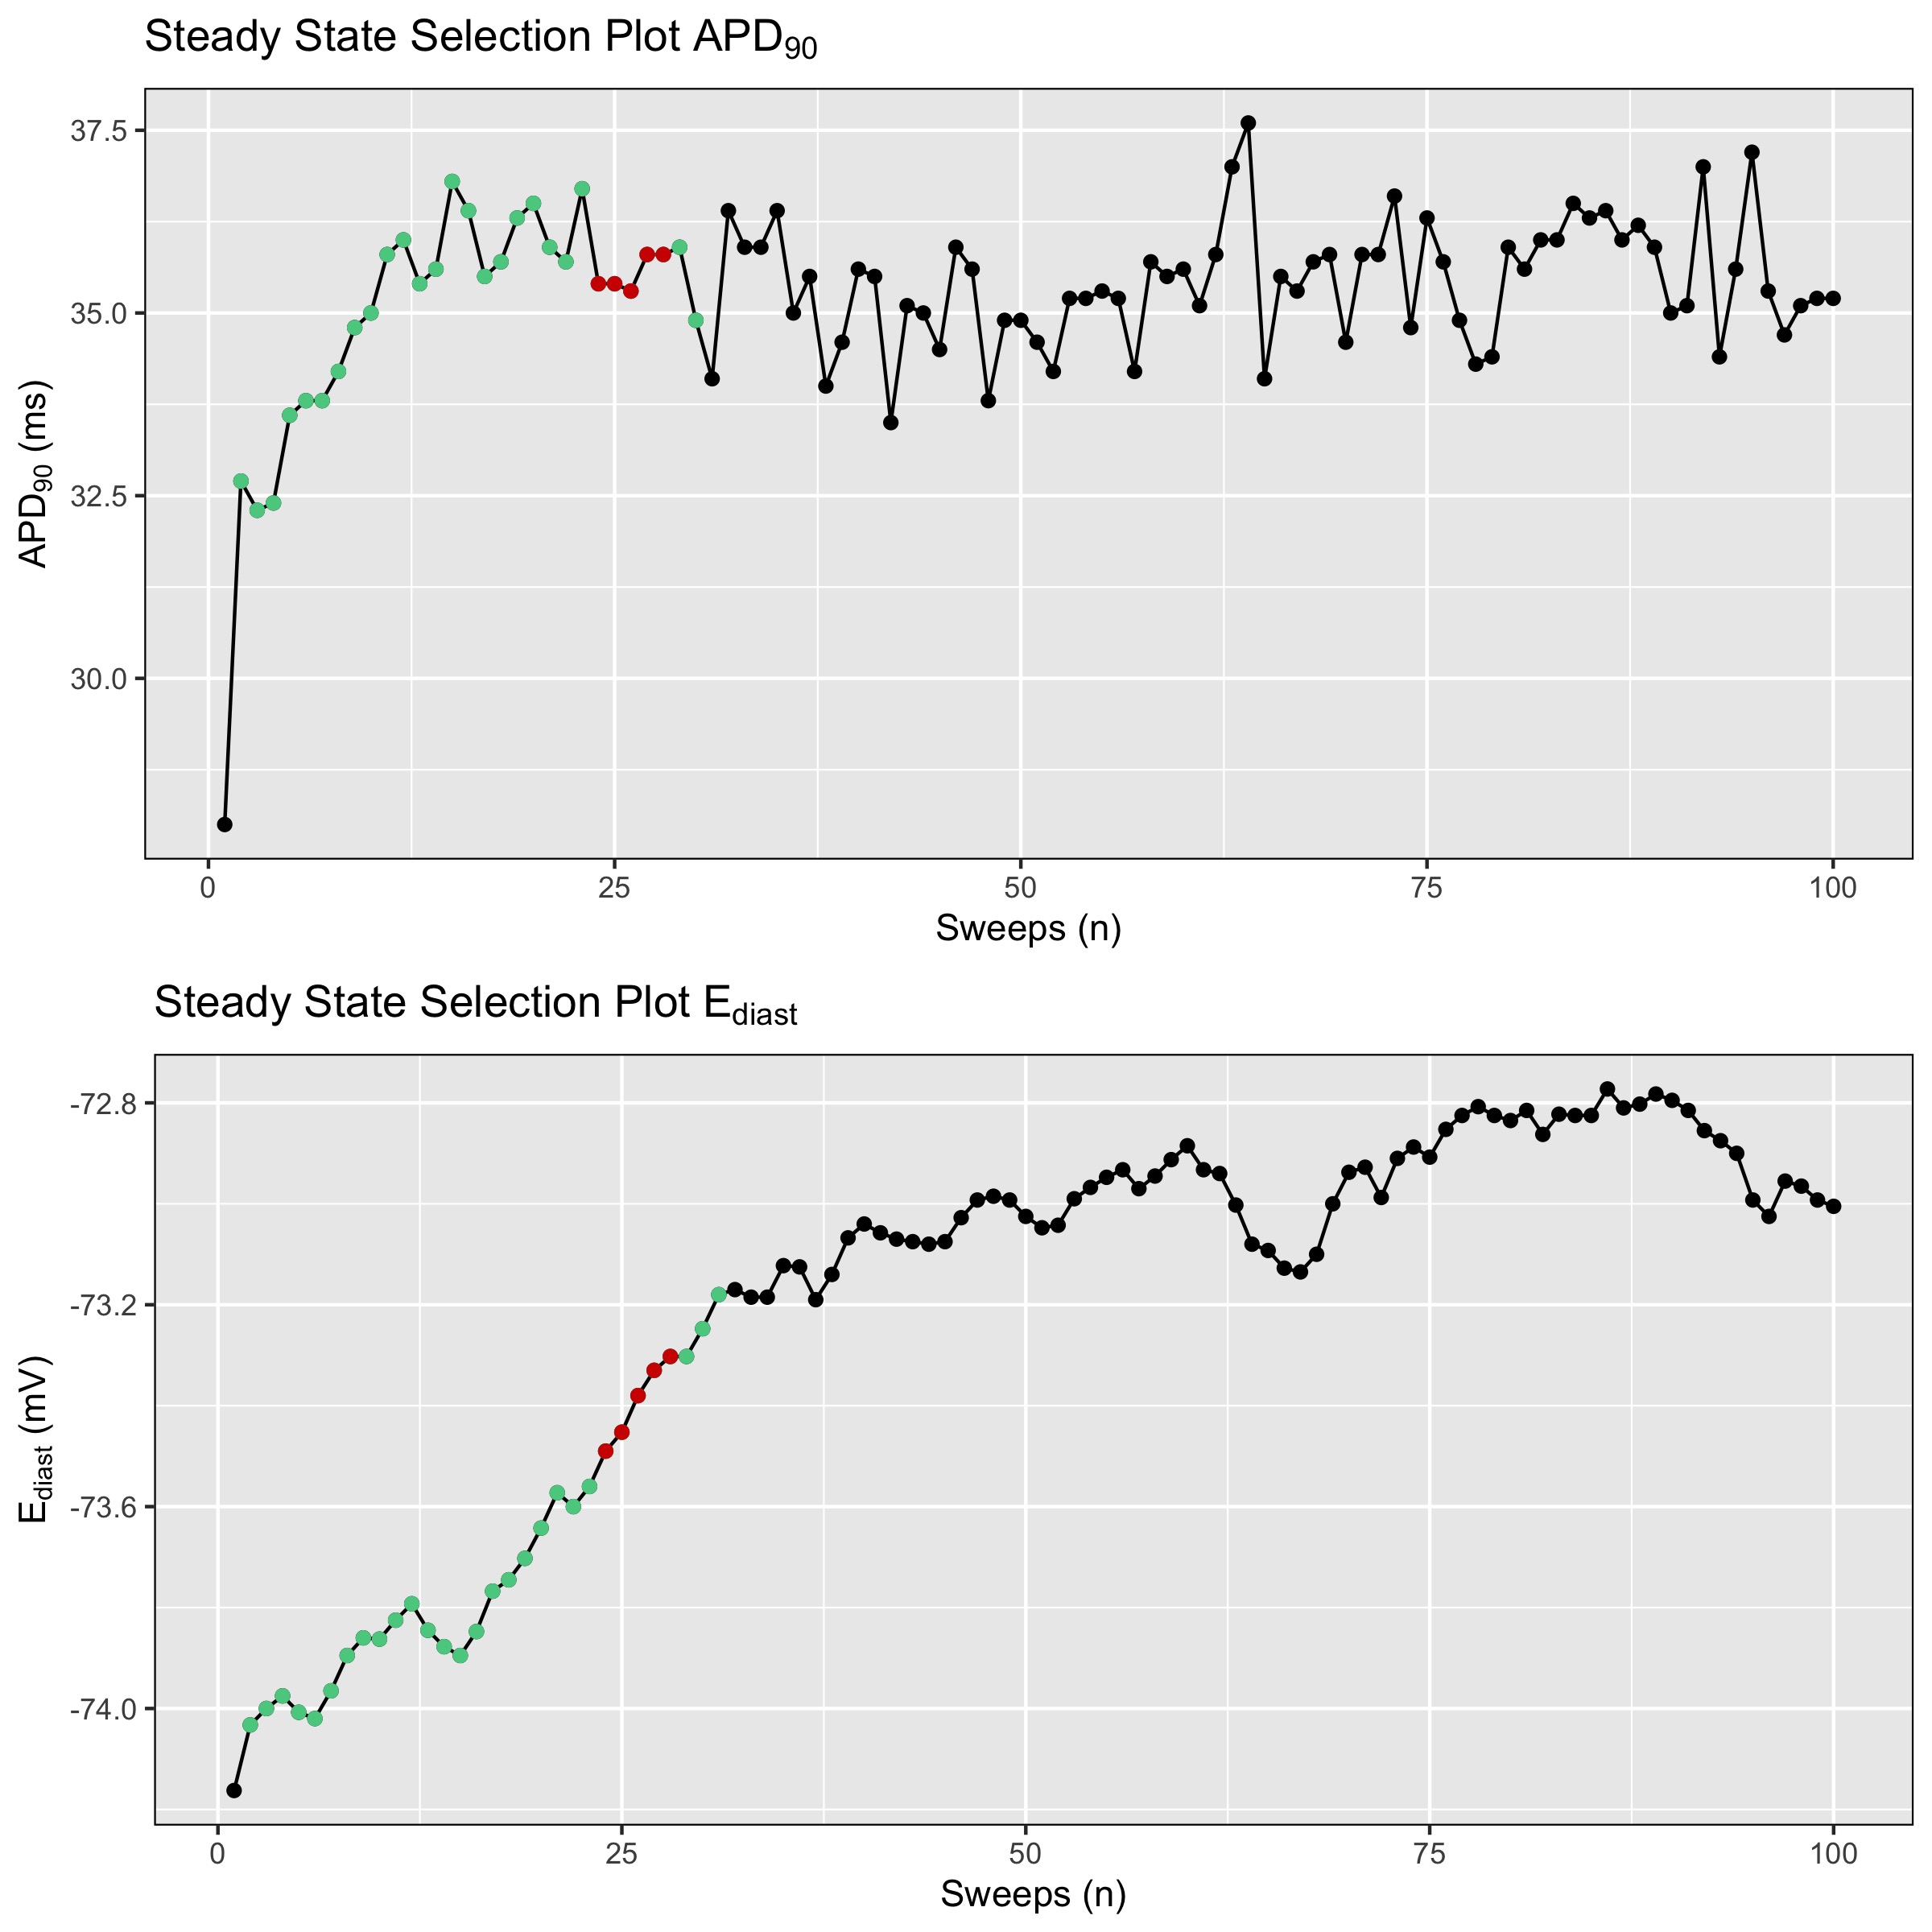 Steady State Selection Plot APD90
37.5
35.0
32.5
30.0
APD90 (ms)
0 25 50 75 100
Sweeps (n)
Steady State Selection Plot Ediast
-72.8
-73.2
-73.6
-74.0
Ediast (mV)
0 25 50 75 100
Sweeps (n)